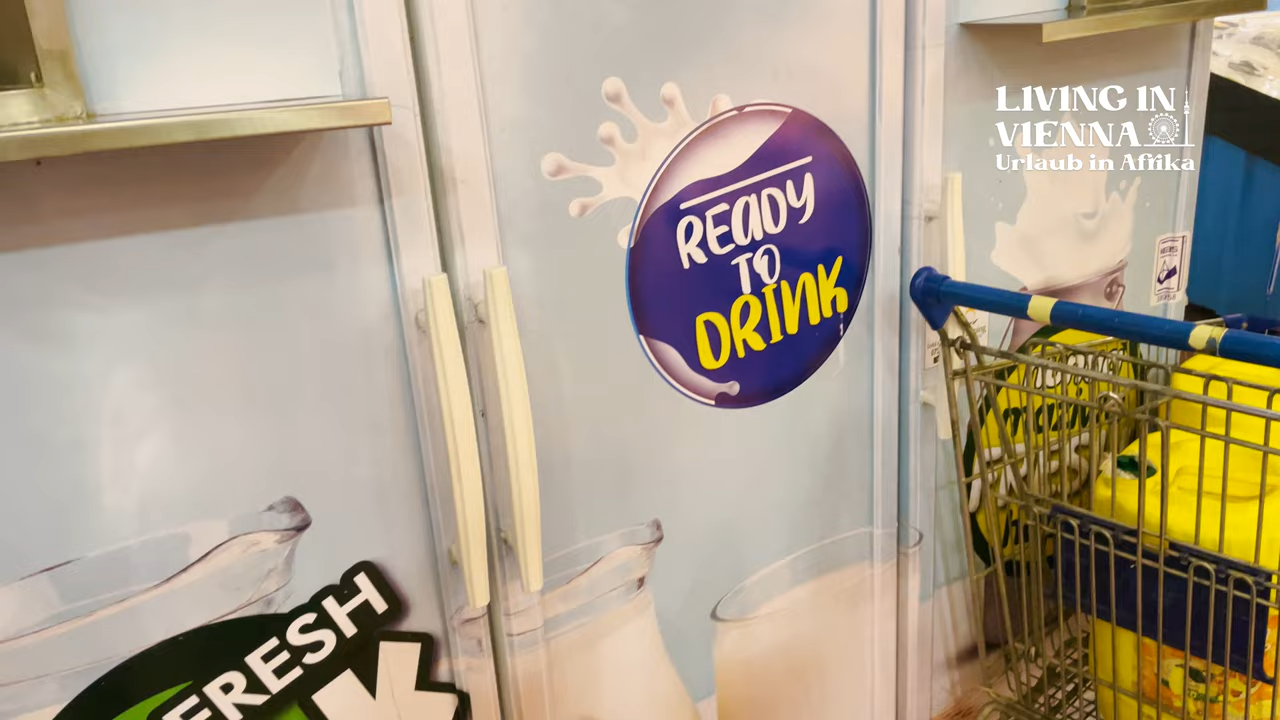 LIVING IN
VIENNA
Urlaub in Afrika
READY
TO
DRINK
FRESH